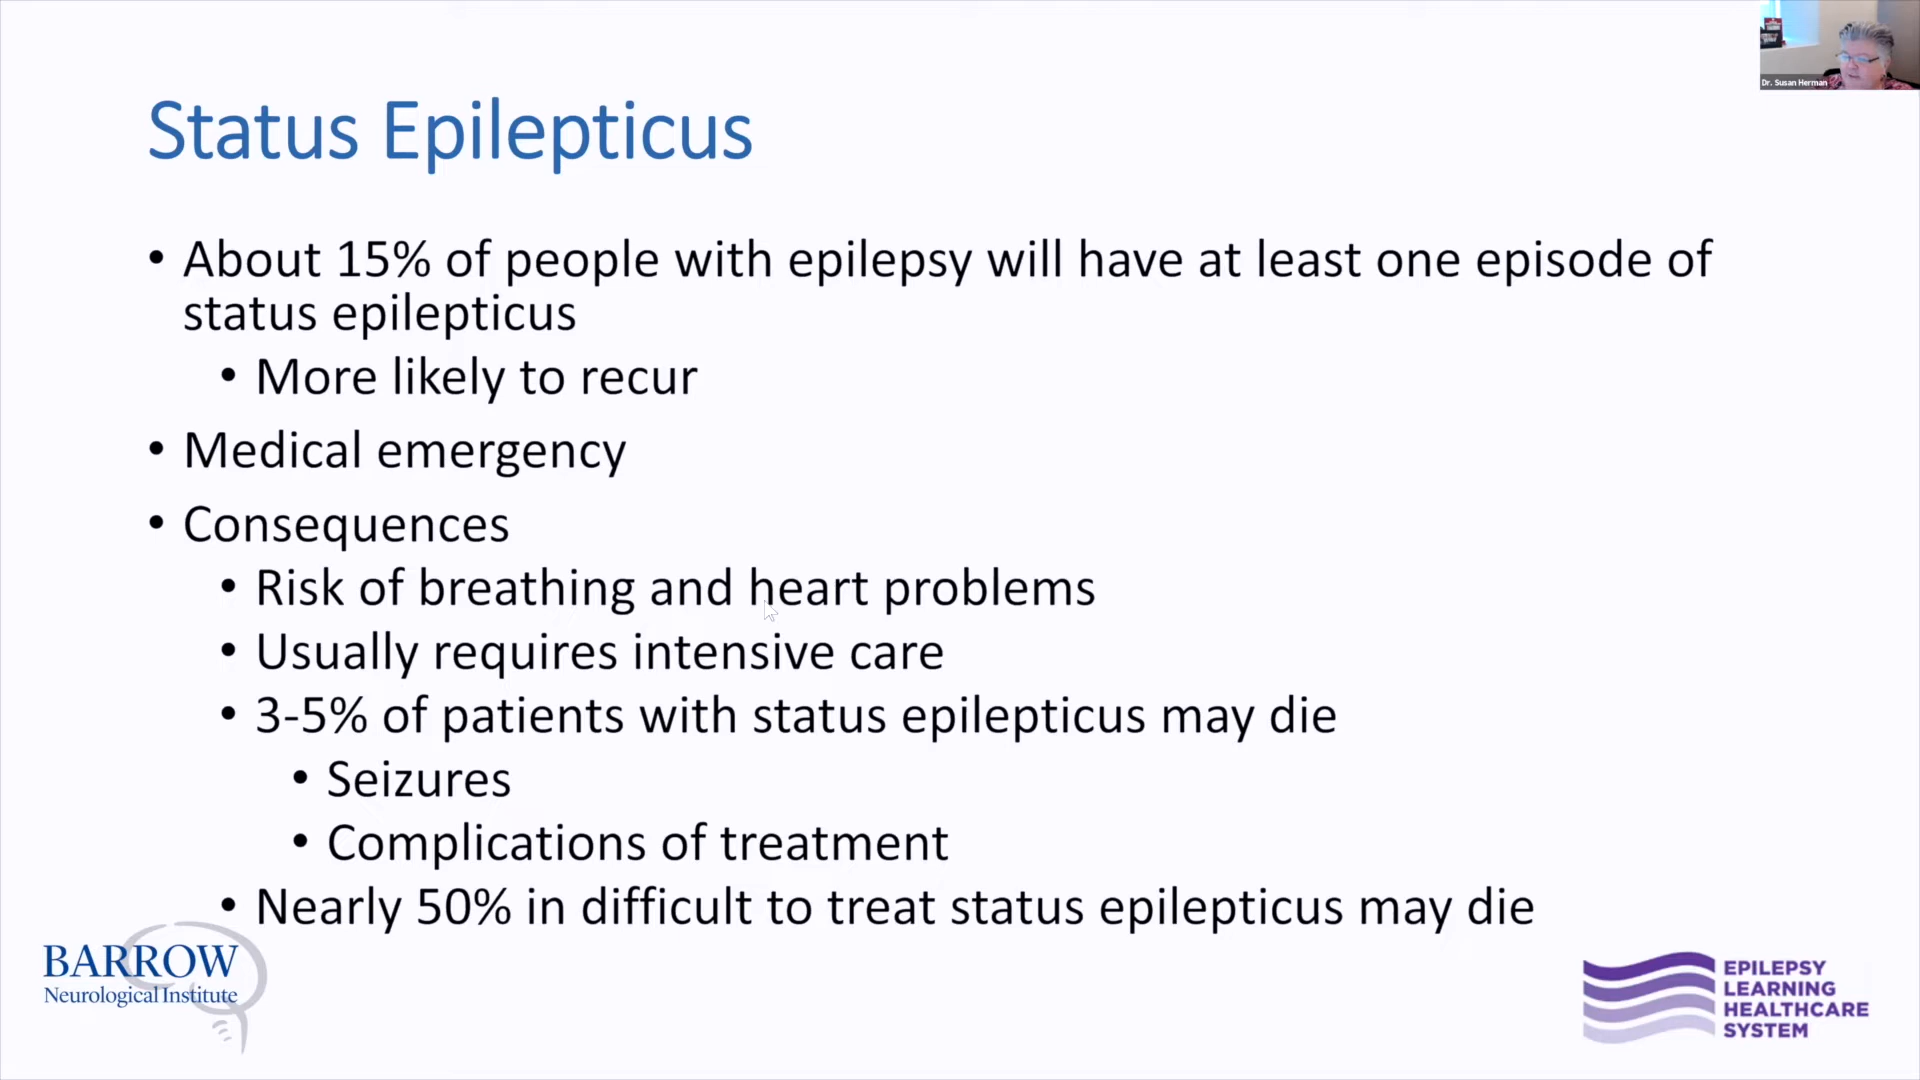 Dr. Susan Herman
Status Epilepticus
• About 15% of people with epilepsy will have at least one episode of
status epilepticus
• More likely to recur
• Medical emergency
• Consequences
• Risk of breathing and heart problems
• Usually requires intensive care
• 3-5% of patients with status epilepticus may die
• Seizures
• Complications of treatment
• Nearly 50% in difficult to treat status epilepticus may die
BARROW
Neurological Institute
EPILEPSY
LEARNING
HEALTHCARE
SYSTEM